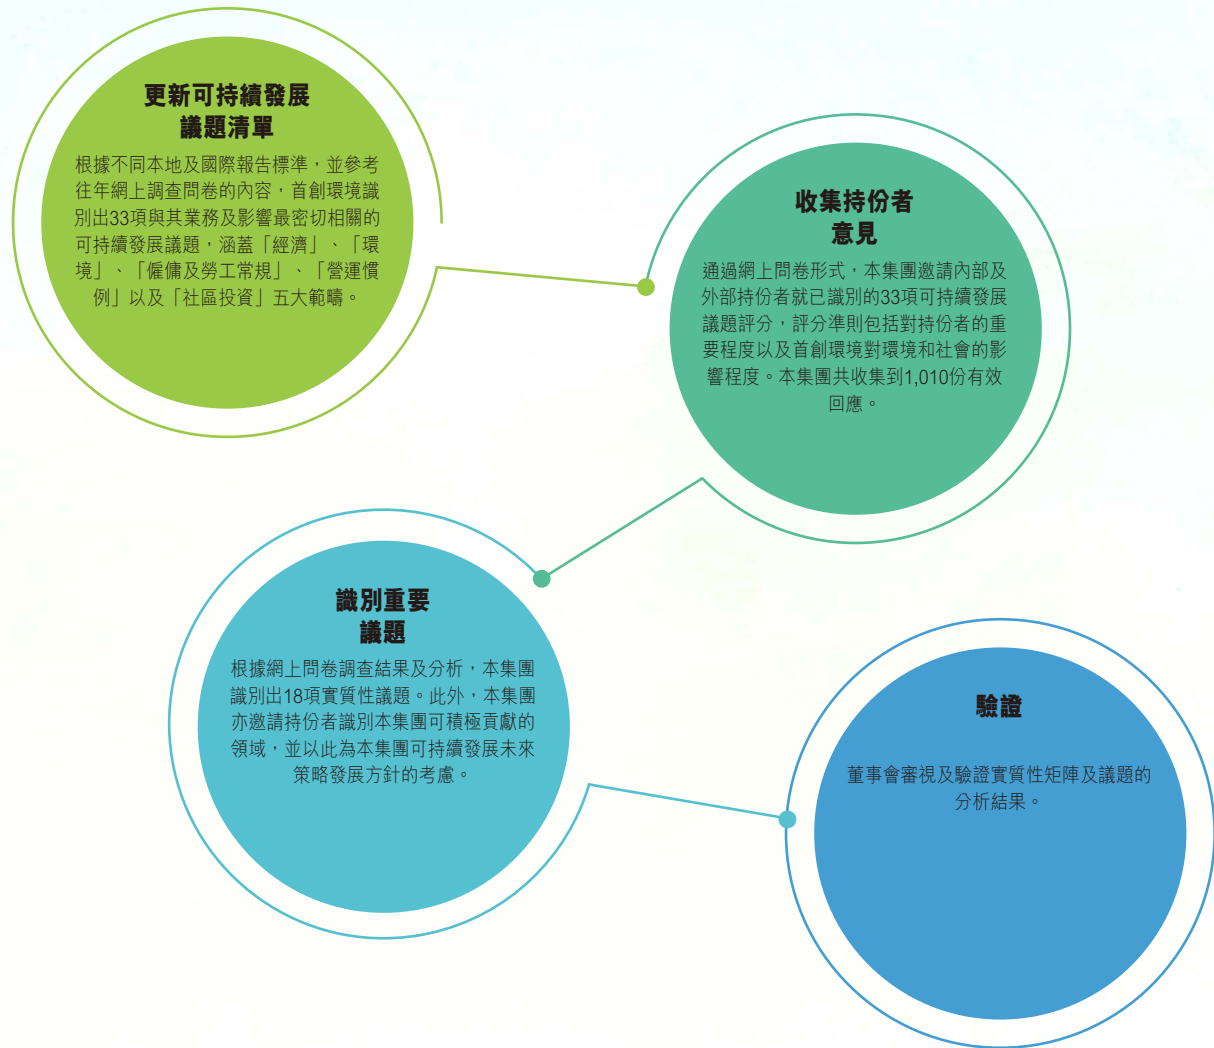 更新可持續發展
議題清單
根據不同本地及國際報告標準，並參考
往年網上調查問卷的內容，首創環境識
別出33項與其業務及影響最密切相關的
可持續發展議題，涵蓋「經濟」、「環
境」、「僱傭及勞工常規」、「營運慣
例」以及「社區投資」五大範疇。
收集持份者
意見
通過網上問卷形式，本集團邀請內部及
外部持份者就已識別的33項可持續發展
議題評分，評分準則包括對持份者的重
要程度以及首創環境對環境和社會的影
響程度。本集團共收集到1,010份有效
回應。
識別重要
議題
根據網上問卷調查結果及分析，本集團
識別出18項實質性議題。此外，本集團
亦邀請持份者識別本集團可積極貢獻的
領域，並以此為本集團可持續發展未來
策略發展方針的考慮。
驗證
董事會審視及驗證實質性矩陣及議題的
分析結果。